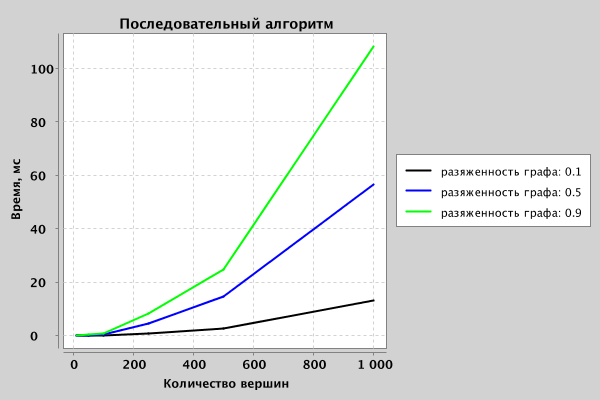 Последовательный алгоритм
100
80
60
40
20
0
Время, мс
0 200 400 600 800 1 000
Количество вершин
разяженность графа: 0.1
разяженность графа: 0.5
разяженность графа: 0.9